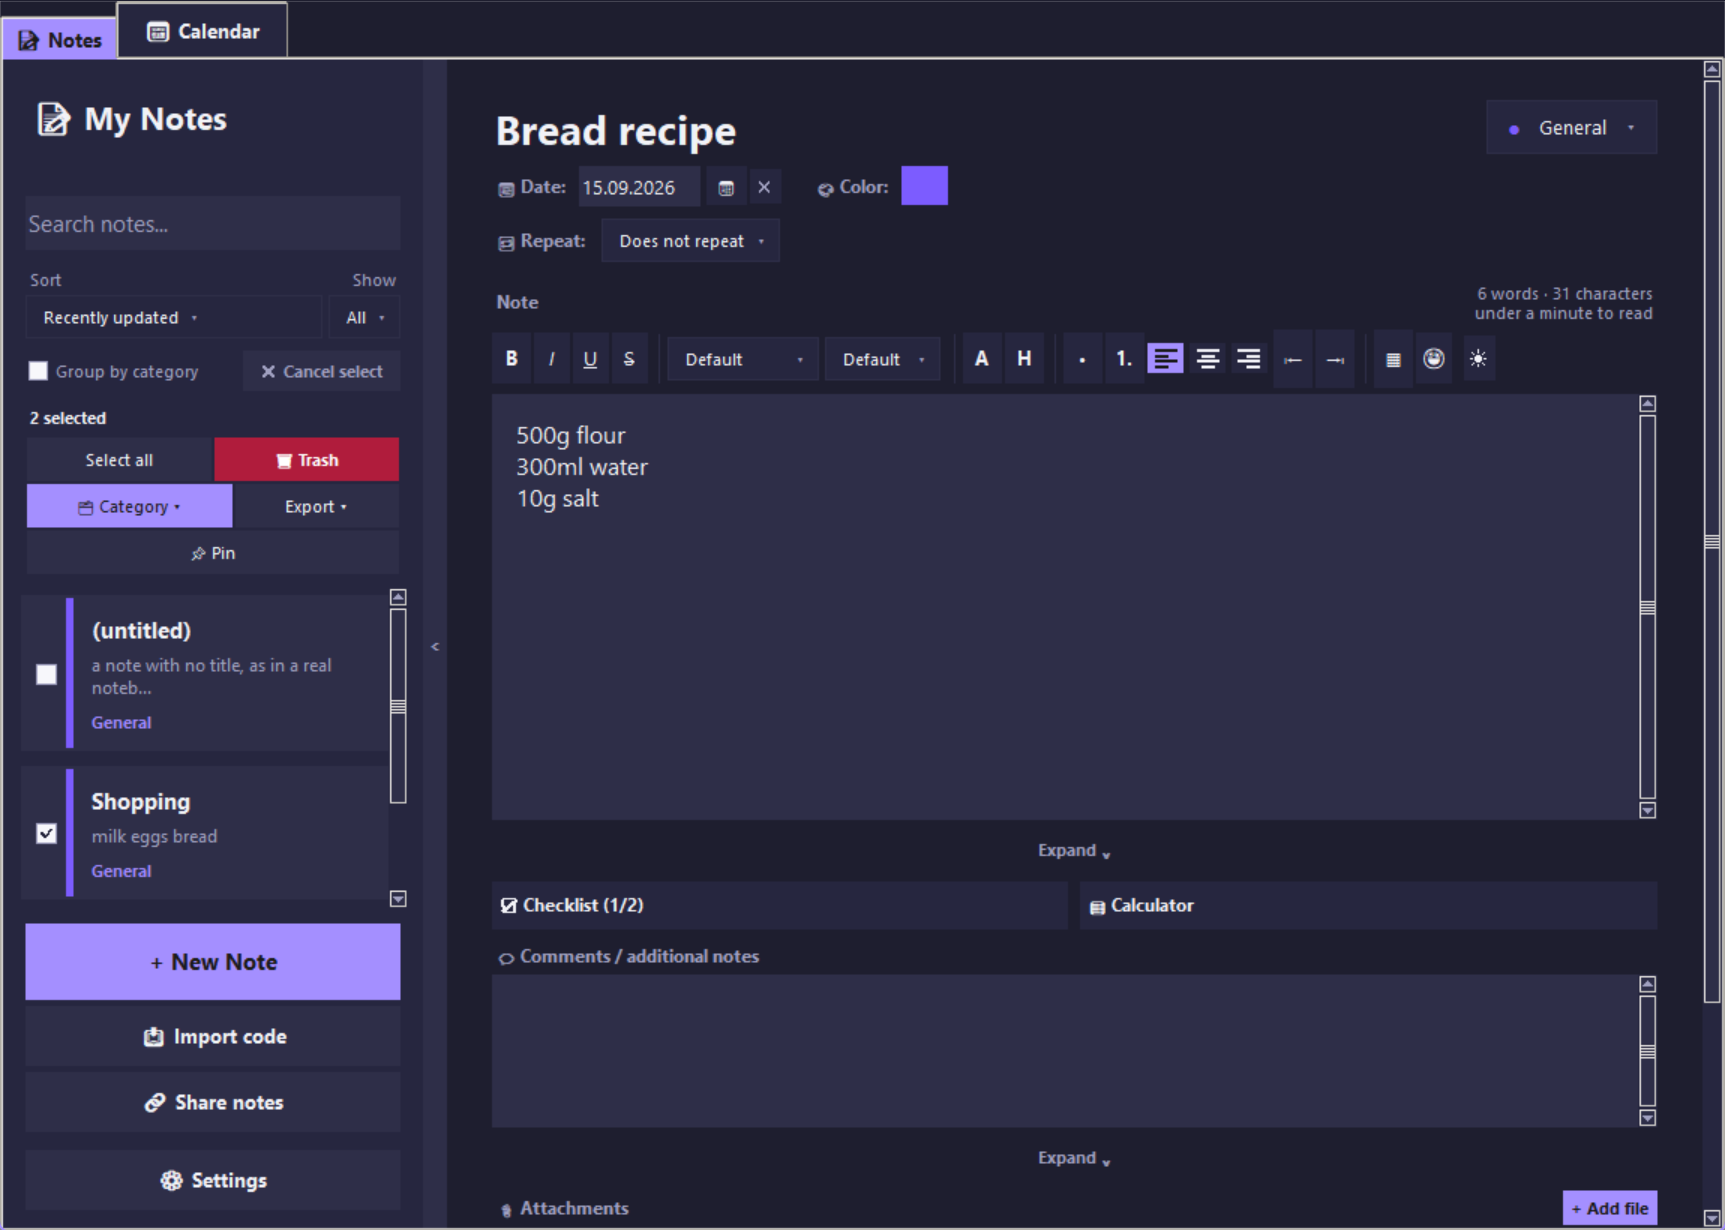 Notes
Calendar
My Notes
Search notes...
Sort
Show
Recently updated
All
Group by category
Cancel select
2 selected
Select all
Trash
Category
Export
Pin
(untitled)
a note with no title, as in a real
noteb...
General
Shopping
milk eggs bread
General
+ New Note
Import code
Share notes
Settings
<
Bread recipe
General
Date: 15.09.2026
Color:
Repeat: Does not repeat
Note
6 words · 31 characters
under a minute to read
B I U S Default Default A H • 1.
500g flour
300ml water
10g salt
Expand
Checklist (1/2)
Calculator
Comments / additional notes
Expand
Attachments
+ Add file